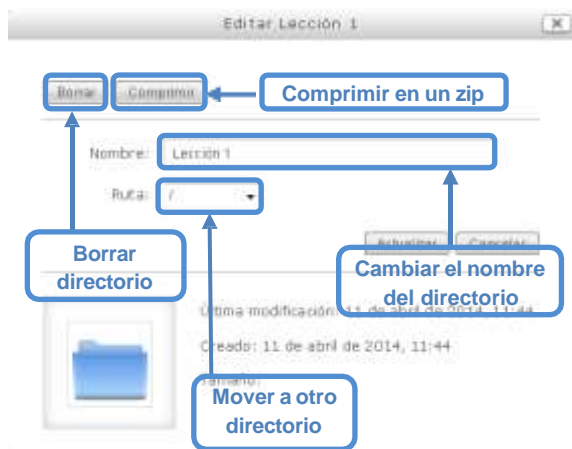 Editar Lección 1
Borrar Comprimir Comprimir en un zip
Nombre: Lección 1
Ruta: /
Actualizar Cancelar
Borrar
directorio
Cambiar el nombre
del directorio
Última modificación: 11 de abril de 2014, 11:44
Creado: 11 de abril de 2014, 11:44
Tamaño:
Mover a otro
directorio